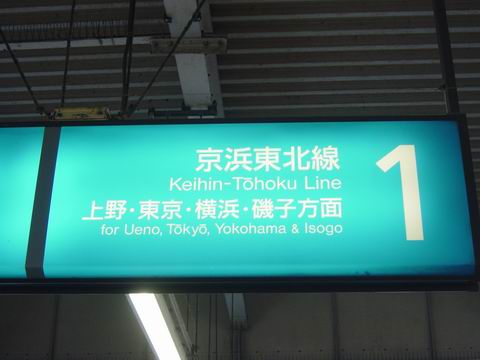 京浜東北線
Keihin-Tōhoku Line
上野・東京・横浜・磯子方面
for Ueno, Tōkyō, Yokohama & Isogo
1